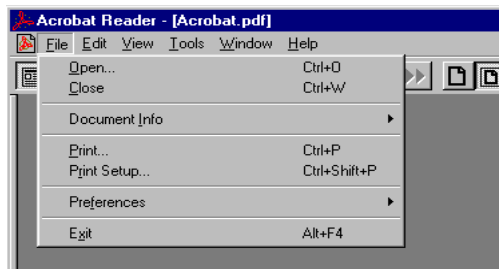 Acrobat Reader - [Acrobat.pdf]
File Edit View Tools Window Help
Open... Ctrl+O
Close Ctrl+W
Document Info
Print... Ctrl+P
Print Setup... Ctrl+Shift+P
Preferences
Exit Alt+F4